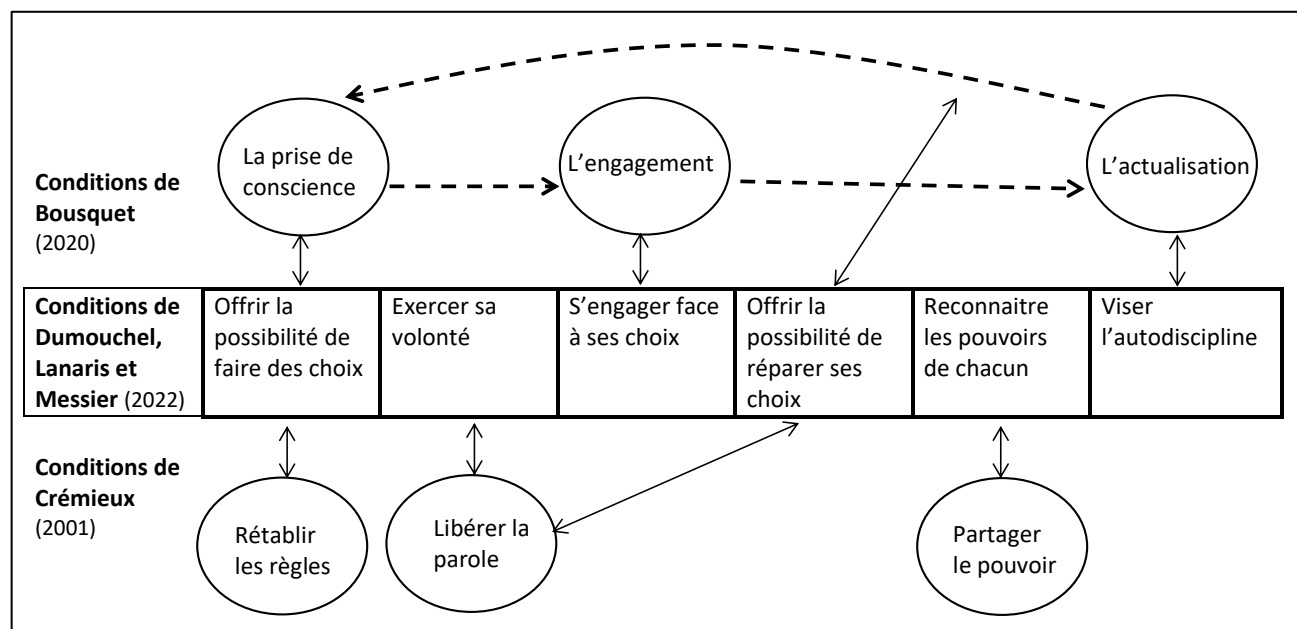 La prise de
conscience
L’engagement
L’actualisation
Conditions de
Bousquet
(2020)
Conditions de
Dumouchel,
Lanaris et
Messier (2022)
Offrir la
possibilité de
faire des choix
Exercer sa
volonté
S’engager face
à ses choix
Offrir la
possibilité de
réparer ses
choix
Reconnaitre
les pouvoirs
de chacun
Viser
l’autodiscipline
Conditions de
Crémieux
(2001)
Rétablir
les règles
Libérer la
parole
Partager
le pouvoir